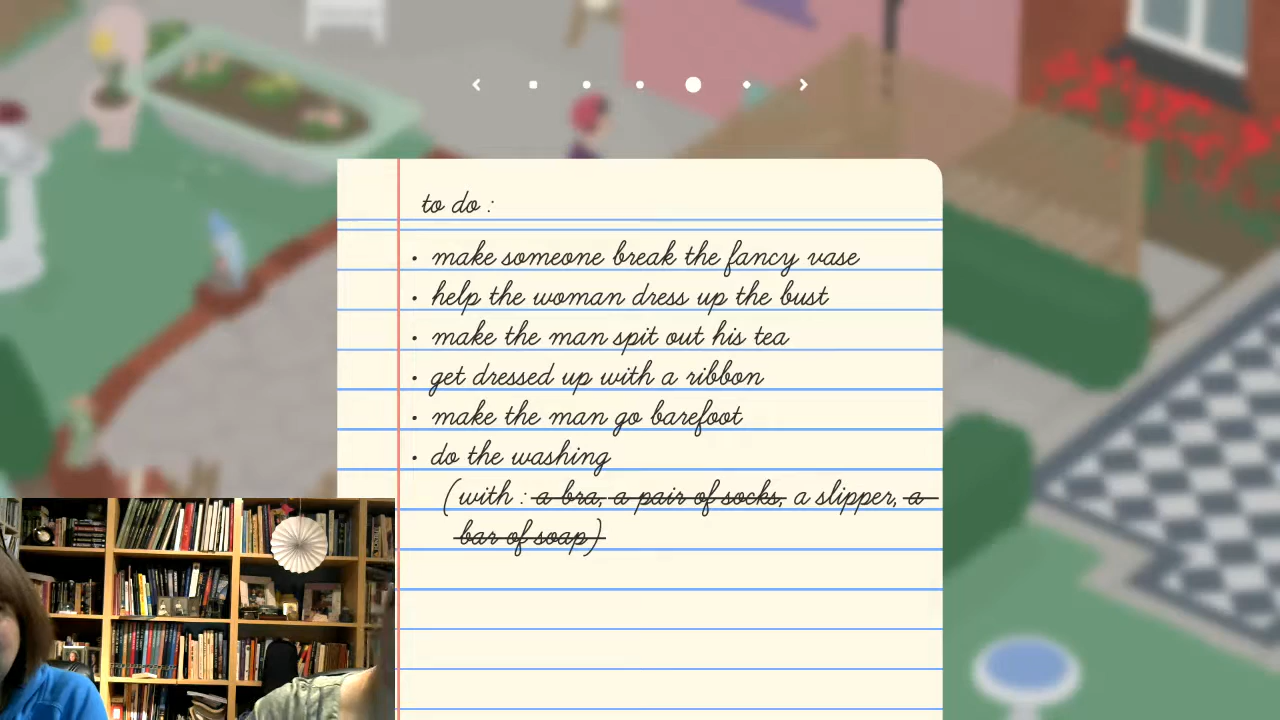 to do :
• make someone break the fancy vase
• help the woman dress up the bust
• make the man spit out his tea
• get dressed up with a ribbon
• make the man go barefoot
• do the washing
(with : a bra, a pair of socks, a slipper, a
bar of soap)